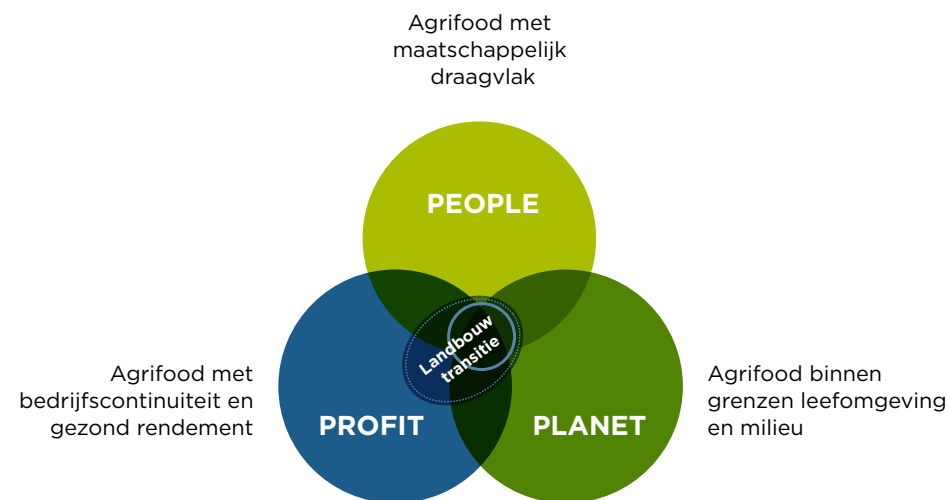 Agrifood met
maatschappelijk
draagvlak
PEOPLE
Landbouw
transitie
Agrifood met
bedrijfscontinuiteit en
gezond rendement
PROFIT
PLANET
Agrifood binnen
grenzen leefomgeving
en milieu